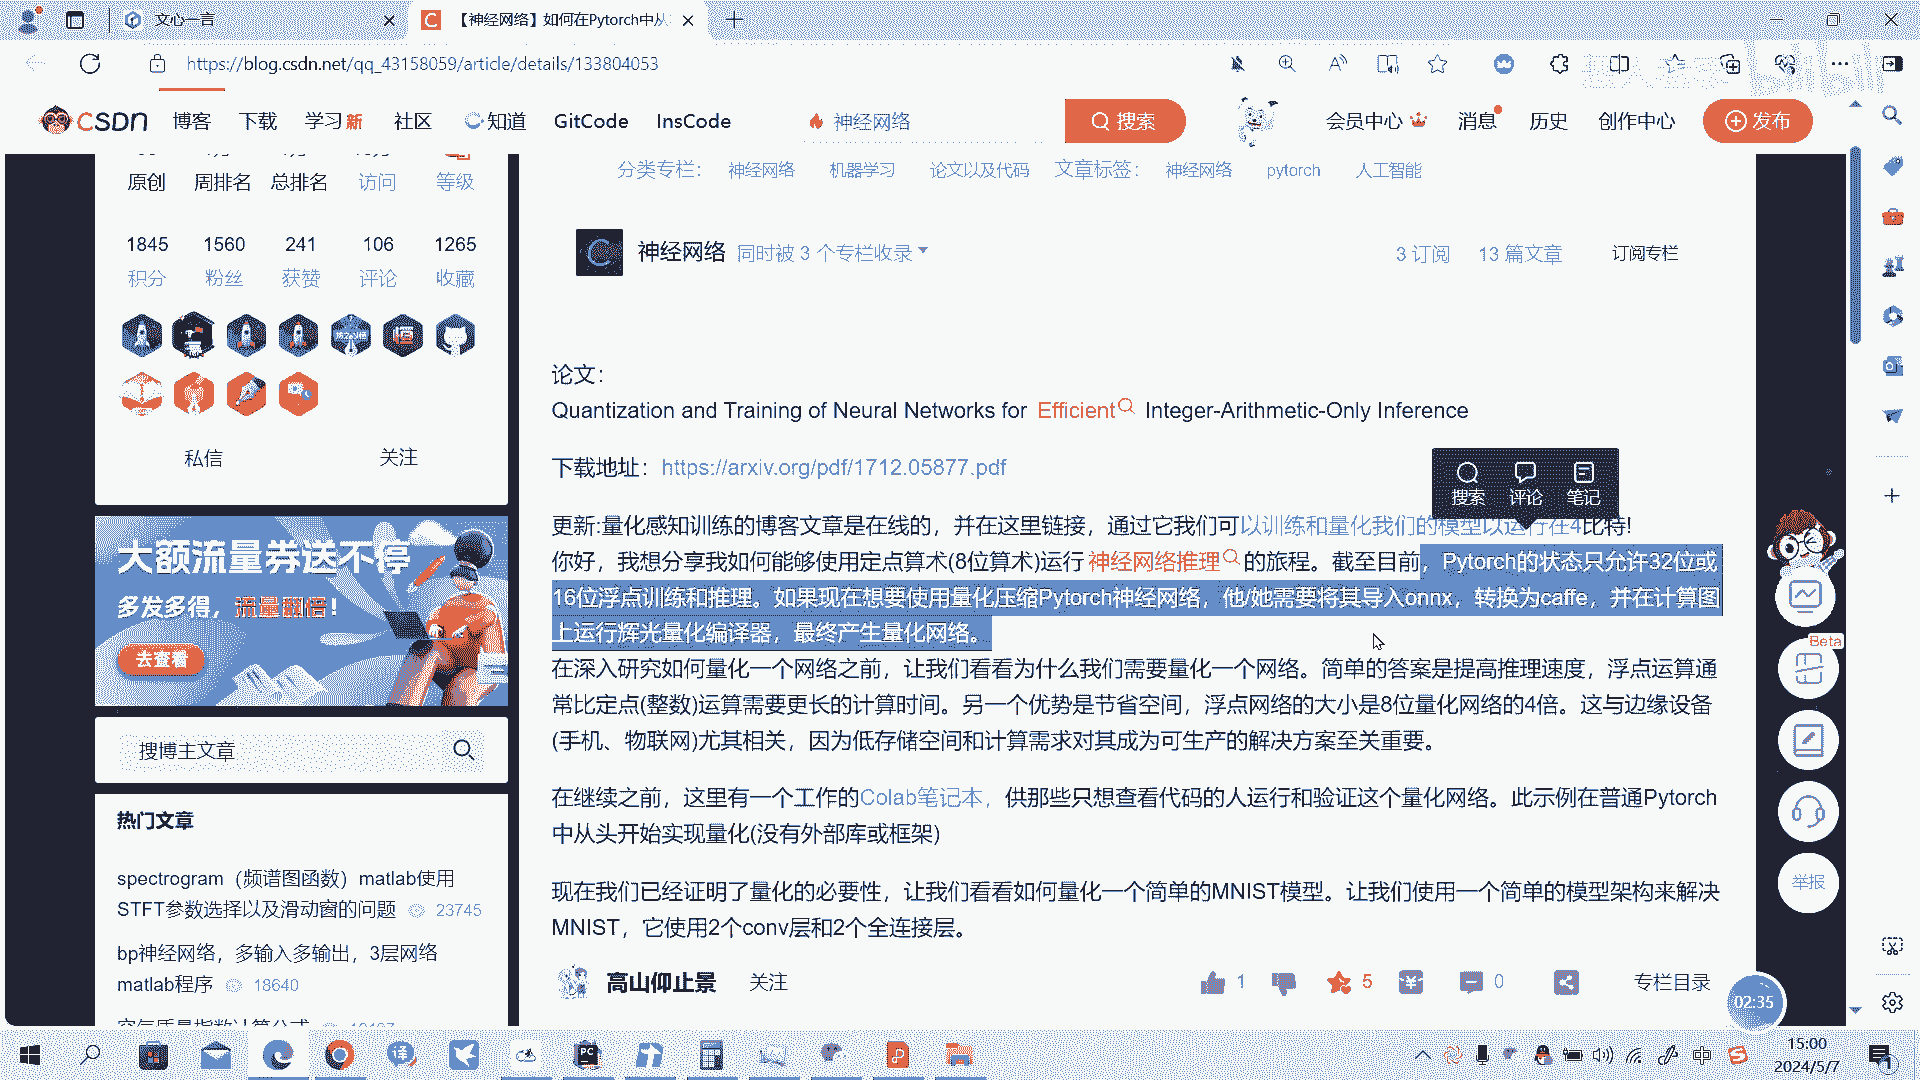 文心一言
【神经网络】如何在Pytorch中从
https://blog.csdn.net/qq_43158059/article/details/133804053
CSDN 博客 下载 学习新 社区 知道 GitCode InsCode 神经网络 搜索 会员中心 消息 历史 创作中心 发布
原创 周排名 总排名 访问 等级
1845 1560 241 106 1265
积分 粉丝 获赞 评论 收藏
私信 关注
大额流量券送不停
多发多得，流量翻倍！
去查看
搜博主文章
热门文章
spectrogram（频谱图函数）matlab使用
STFT参数选择以及滑动窗的问题 23745
bp神经网络，多输入多输出，3层网络
matlab程序 18640
分类专栏： 神经网络 机器学习 论文以及代码 文章标签： 神经网络 pytorch 人工智能
神经网络 同时被 3 个专栏收录 3 订阅 13 篇文章 订阅专栏
论文：
Quantization and Training of Neural Networks for Efficient Integer-Arithmetic-Only Inference
下载地址：https://arxiv.org/pdf/1712.05877.pdf
搜索 评论 笔记
更新:量化感知训练的博客文章是在线的，并在这里链接，通过它我们可以训练和量化我们的模型以运行在4比特!
你好，我想分享我如何能够使用定点算术(8位算术)运行 神经网络推理 的旅程。截至目前，Pytorch的状态只允许32位或
16位浮点训练和推理。如果现在想要使用量化压缩Pytorch神经网络，他/她需要将其导入onnx，转换为caffe，并在计算图
上运行辉光量化编译器，最终产生量化网络。
在深入研究如何量化一个网络之前，让我们看看为什么我们需要量化一个网络。简单的答案是提高推理速度，浮点运算通
常比定点(整数)运算需要更长的计算时间。另一个优势是节省空间，浮点网络的大小是8位量化网络的4倍。这与边缘设备
(手机、物联网)尤其相关，因为低存储空间和计算需求对其成为可生产的解决方案至关重要。
在继续之前，这里有一个工作的Colab笔记本，供那些只想查看代码的人运行和验证这个量化网络。此示例在普通Pytorch
中从头开始实现量化(没有外部库或框架)
现在我们已经证明了量化的必要性，让我们看看如何量化一个简单的MNIST模型。让我们使用一个简单的模型架构来解决
MNIST，它使用2个conv层和2个全连接层。
高山仰止景 关注 1 5 0 专栏目录
Beta
举报
02:35
中
15:00
2024/5/7